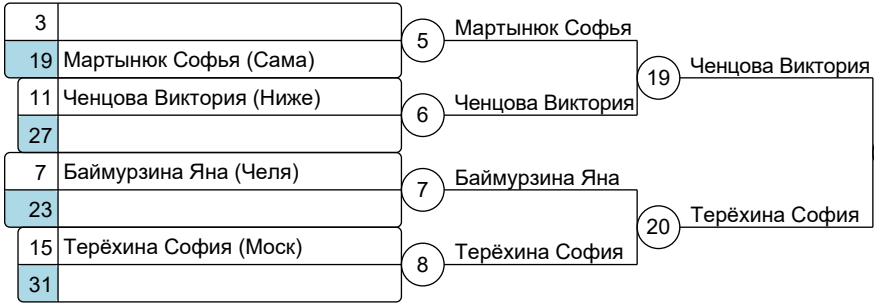 3
5
Мартынюк Софья
19 Мартынюк Софья (Сама)
19
Ченцова Виктория
11 Ченцова Виктория (Ниже)
6
Ченцова Виктория
27
7 Баймурзина Яна (Челя)
7
Баймурзина Яна
23
20
Терёхина София
15 Терёхина София (Моск)
8
Терёхина София
31